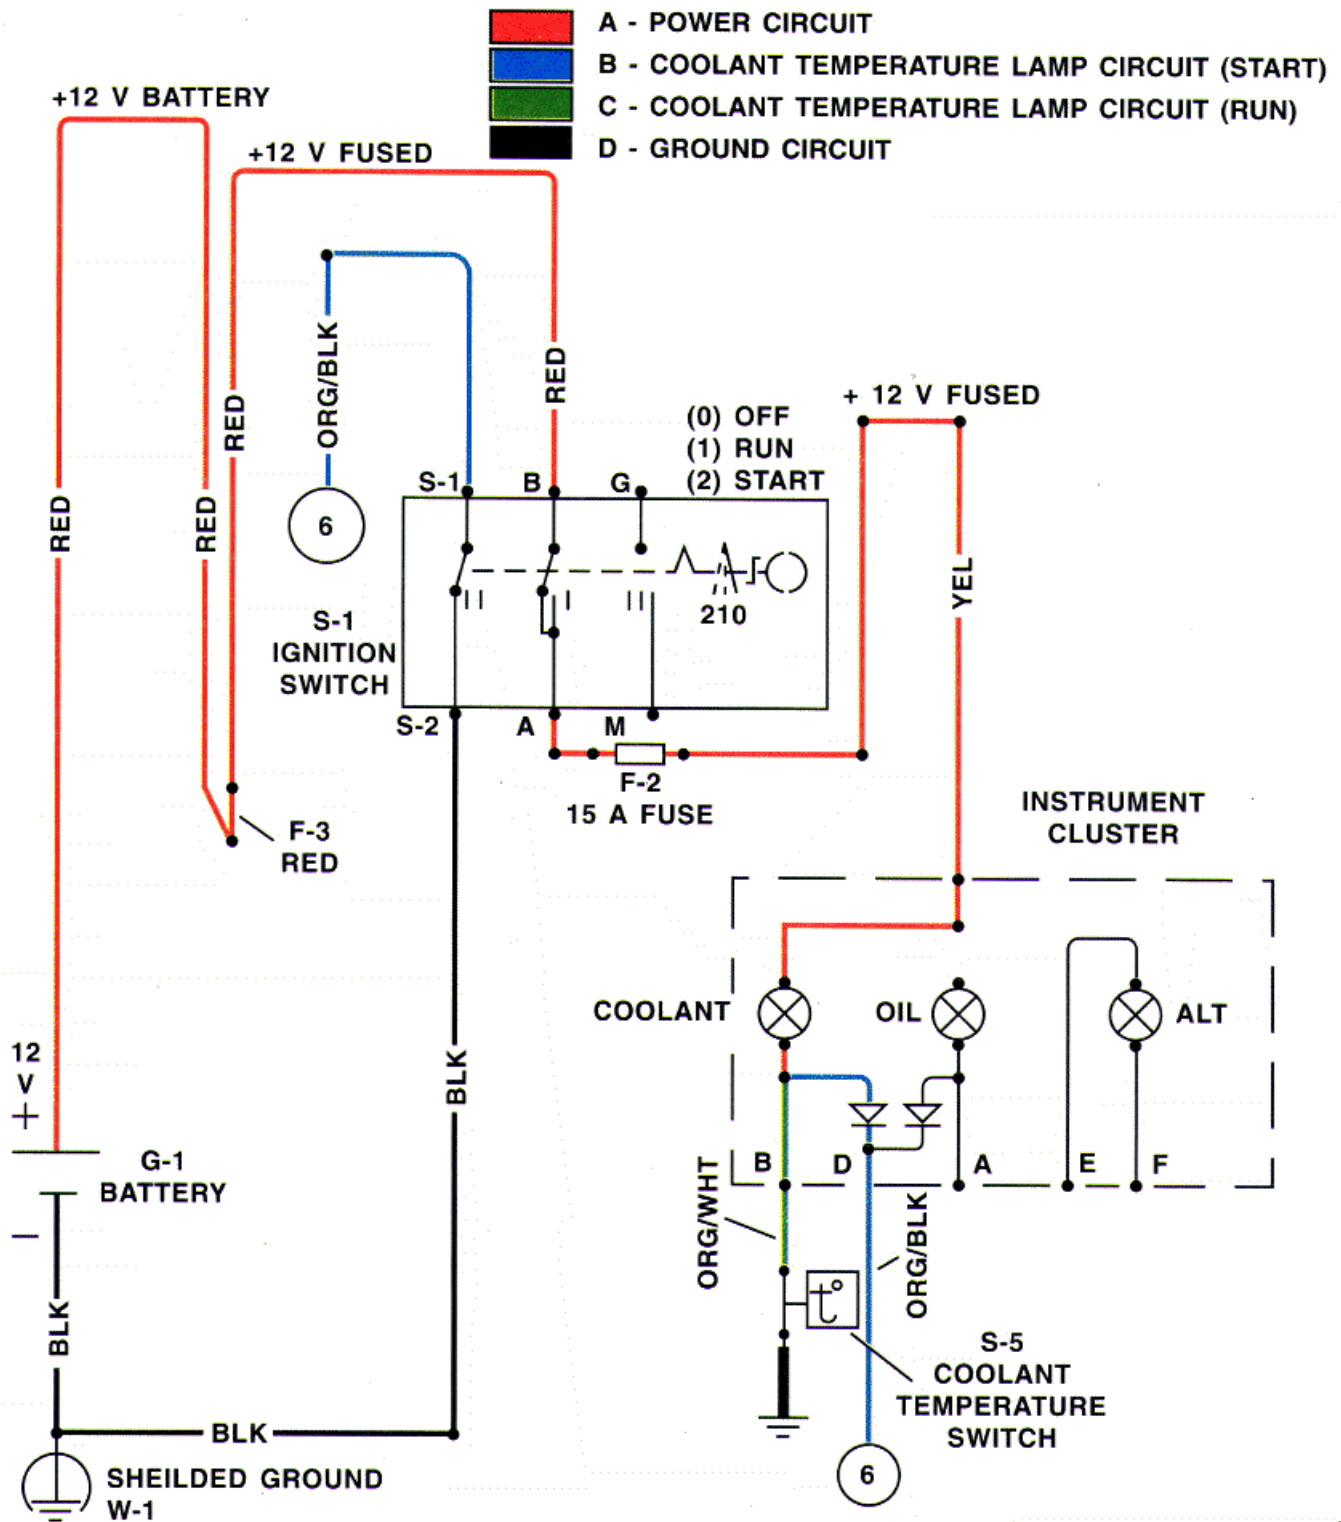 A - POWER CIRCUIT
B - COOLANT TEMPERATURE LAMP CIRCUIT (START)
C - COOLANT TEMPERATURE LAMP CIRCUIT (RUN)
D - GROUND CIRCUIT
+12 V BATTERY
+12 V FUSED
ORG/BLK
RED
RED
RED
RED
6
(0) OFF
(1) RUN
(2) START
+ 12 V FUSED
S-1
B
G
II
I
II
210
S-1
IGNITION
SWITCH
S-2
A
M
YEL
F-2
15 A FUSE
F-3
RED
INSTRUMENT
CLUSTER
COOLANT
OIL
ALT
12
V
+
G-1
BATTERY
–
BLK
BLK
BLK
B
D
A
E
F
ORG/WHT
ORG/BLK
t°
S-5
COOLANT
TEMPERATURE
SWITCH
6
SHEILDED GROUND
W-1